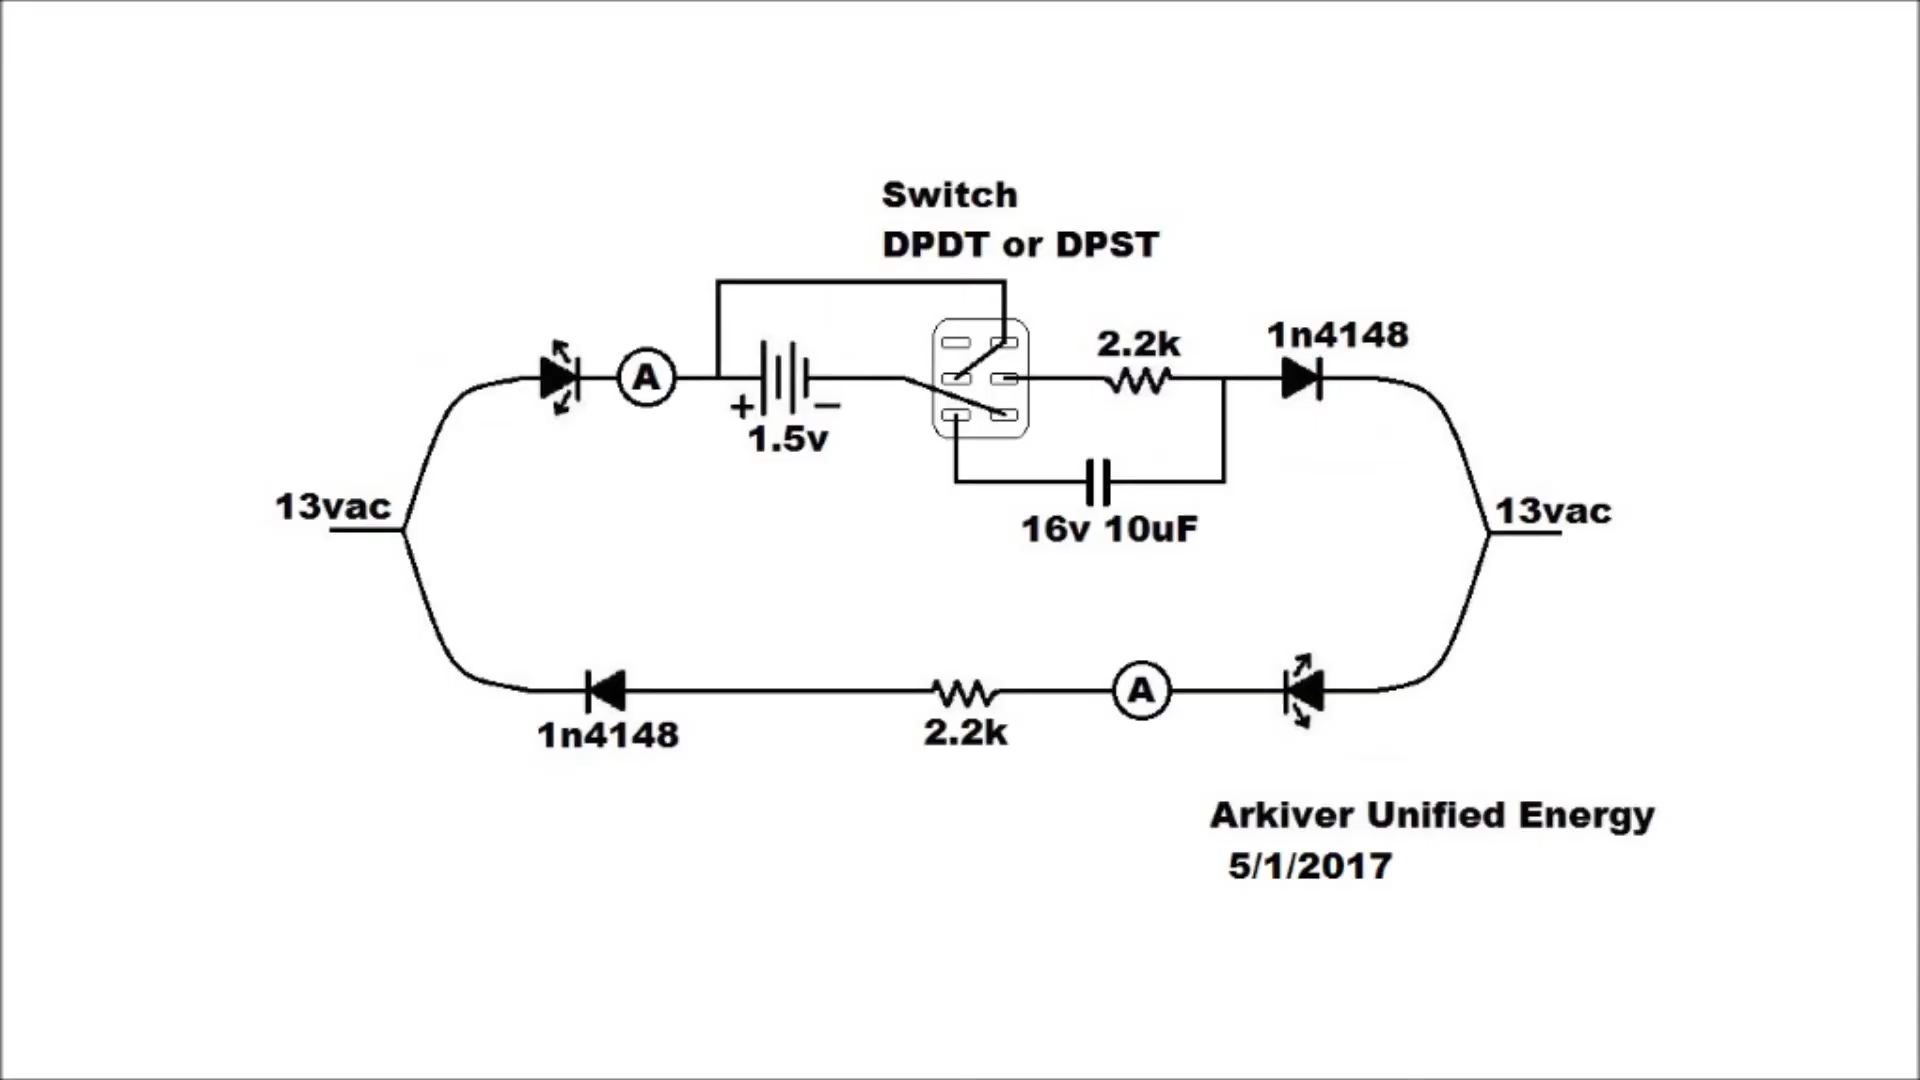 Switch
DPDT or DPST
2.2k
1n4148
A
+
−
1.5v
13vac
13vac
16v 10uF
A
1n4148
2.2k
Arkiver Unified Energy
5/1/2017